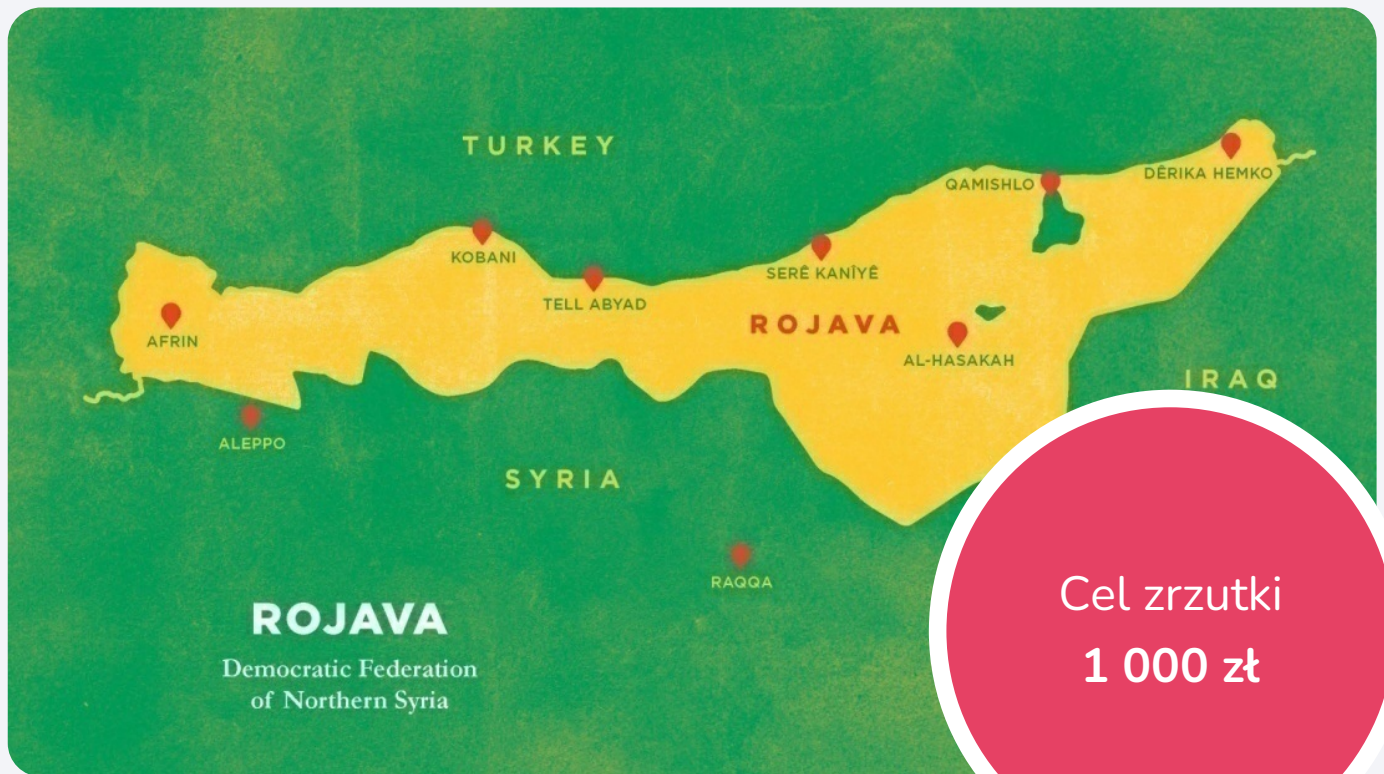 TURKEY
DÊRIKA HEMKO
QAMISHLO
KOBANI
SERÊ KANÎYÊ
TELL ABYAD
ROJAVA
AFRIN
AL-HASAKAH
IRAQ
ALEPPO
SYRIA
RAQQA
ROJAVA
Democratic Federation
of Northern Syria
Cel zrzutki
1 000 zł